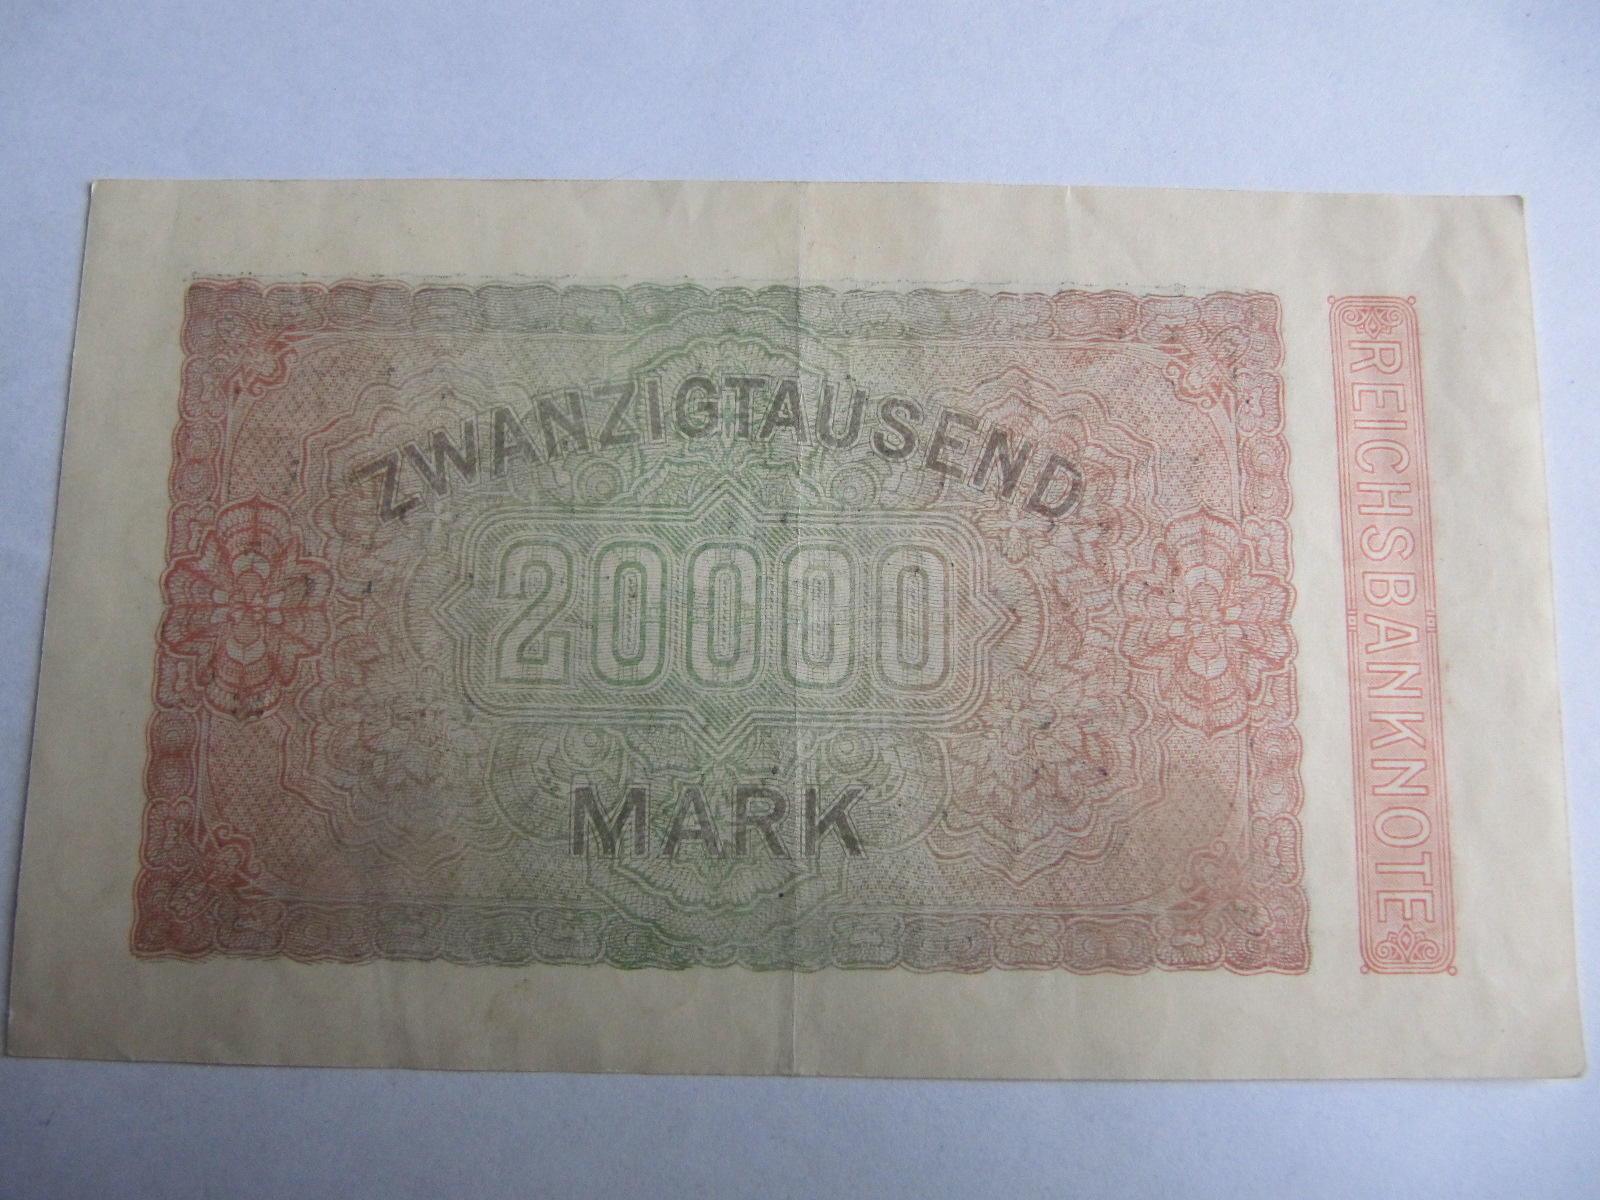 ZWANZIGTAUSEND
20000
MARK
REICHSBANKNOTE